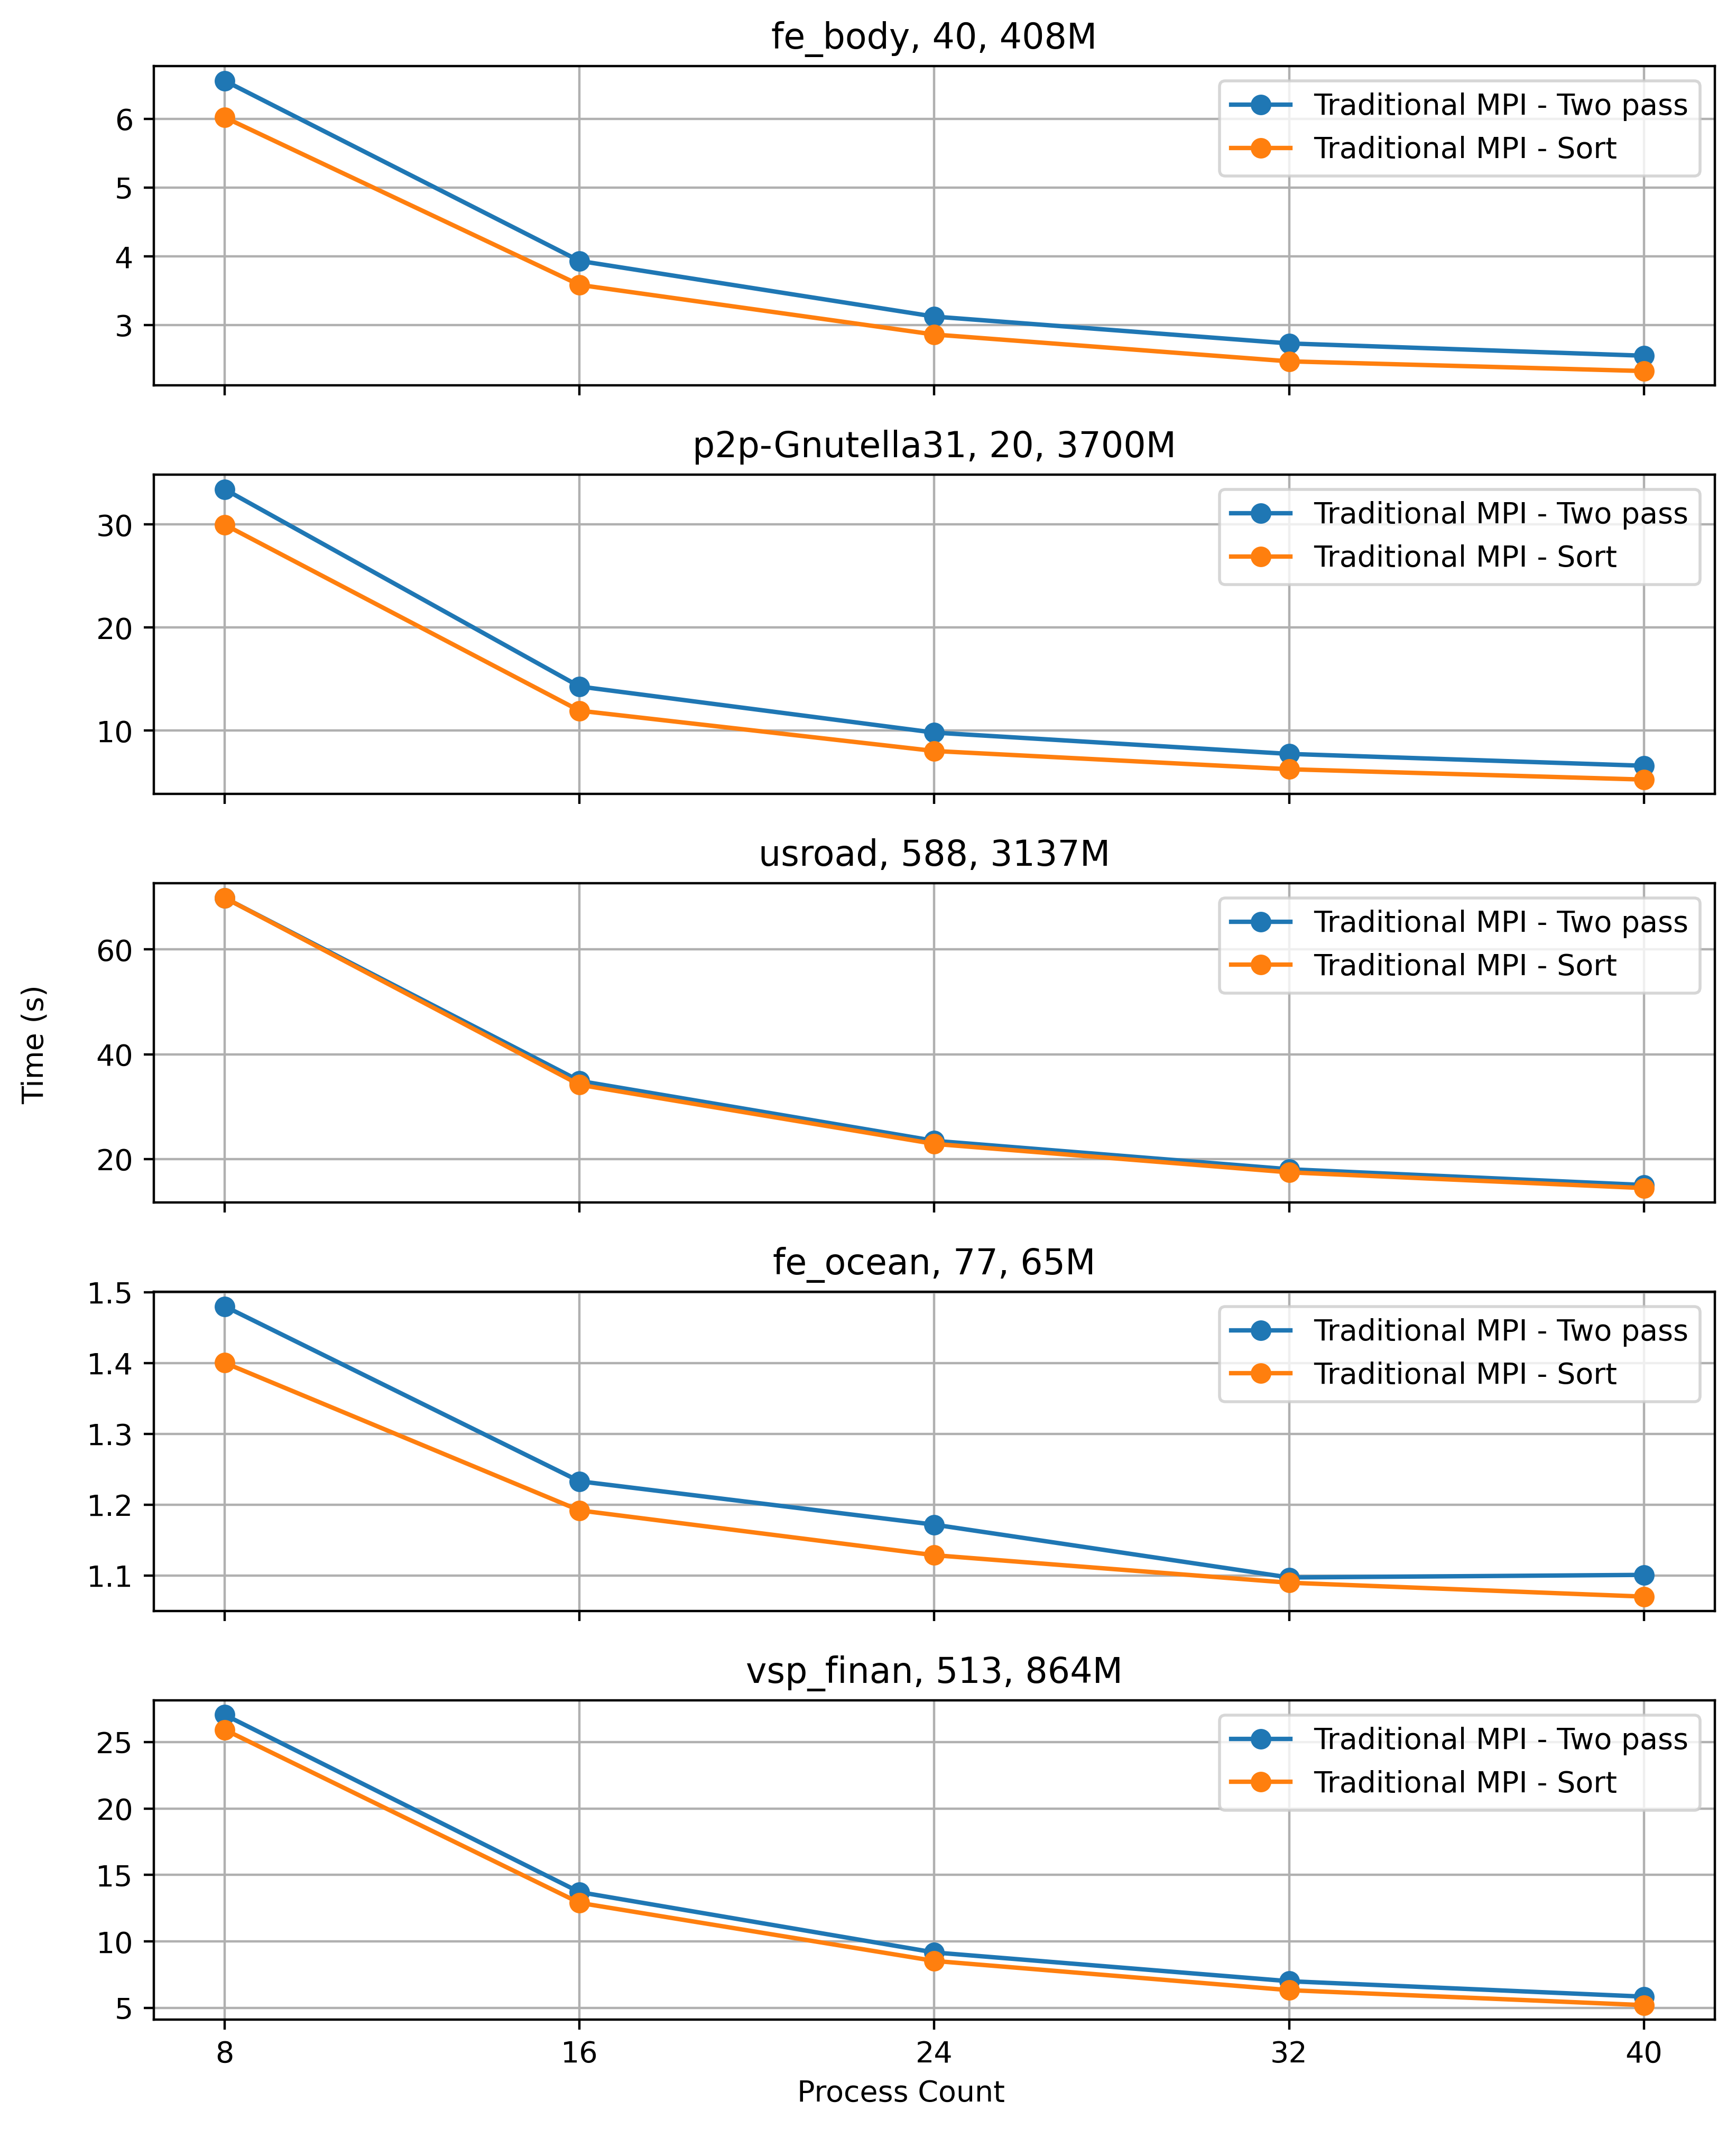 fe_body, 40, 408M
6
5
4
3
Traditional MPI - Two pass
Traditional MPI - Sort
p2p-Gnutella31, 20, 3700M
30
20
10
Traditional MPI - Two pass
Traditional MPI - Sort
usroad, 588, 3137M
60
40
20
Traditional MPI - Two pass
Traditional MPI - Sort
Time (s)
fe_ocean, 77, 65M
1.5
1.4
1.3
1.2
1.1
Traditional MPI - Two pass
Traditional MPI - Sort
vsp_finan, 513, 864M
25
20
15
10
5
Traditional MPI - Two pass
Traditional MPI - Sort
8 16 24 32 40
Process Count